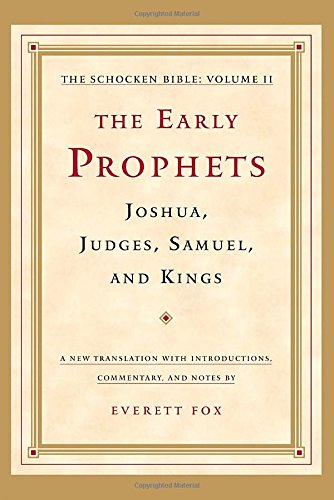 THE SCHOCKEN BIBLE: VOLUME II
THE EARLY
PROPHETS
JOSHUA,
JUDGES, SAMUEL,
AND KINGS
A NEW TRANSLATION WITH INTRODUCTIONS,
COMMENTARY, AND NOTES BY
EVERETT FOX